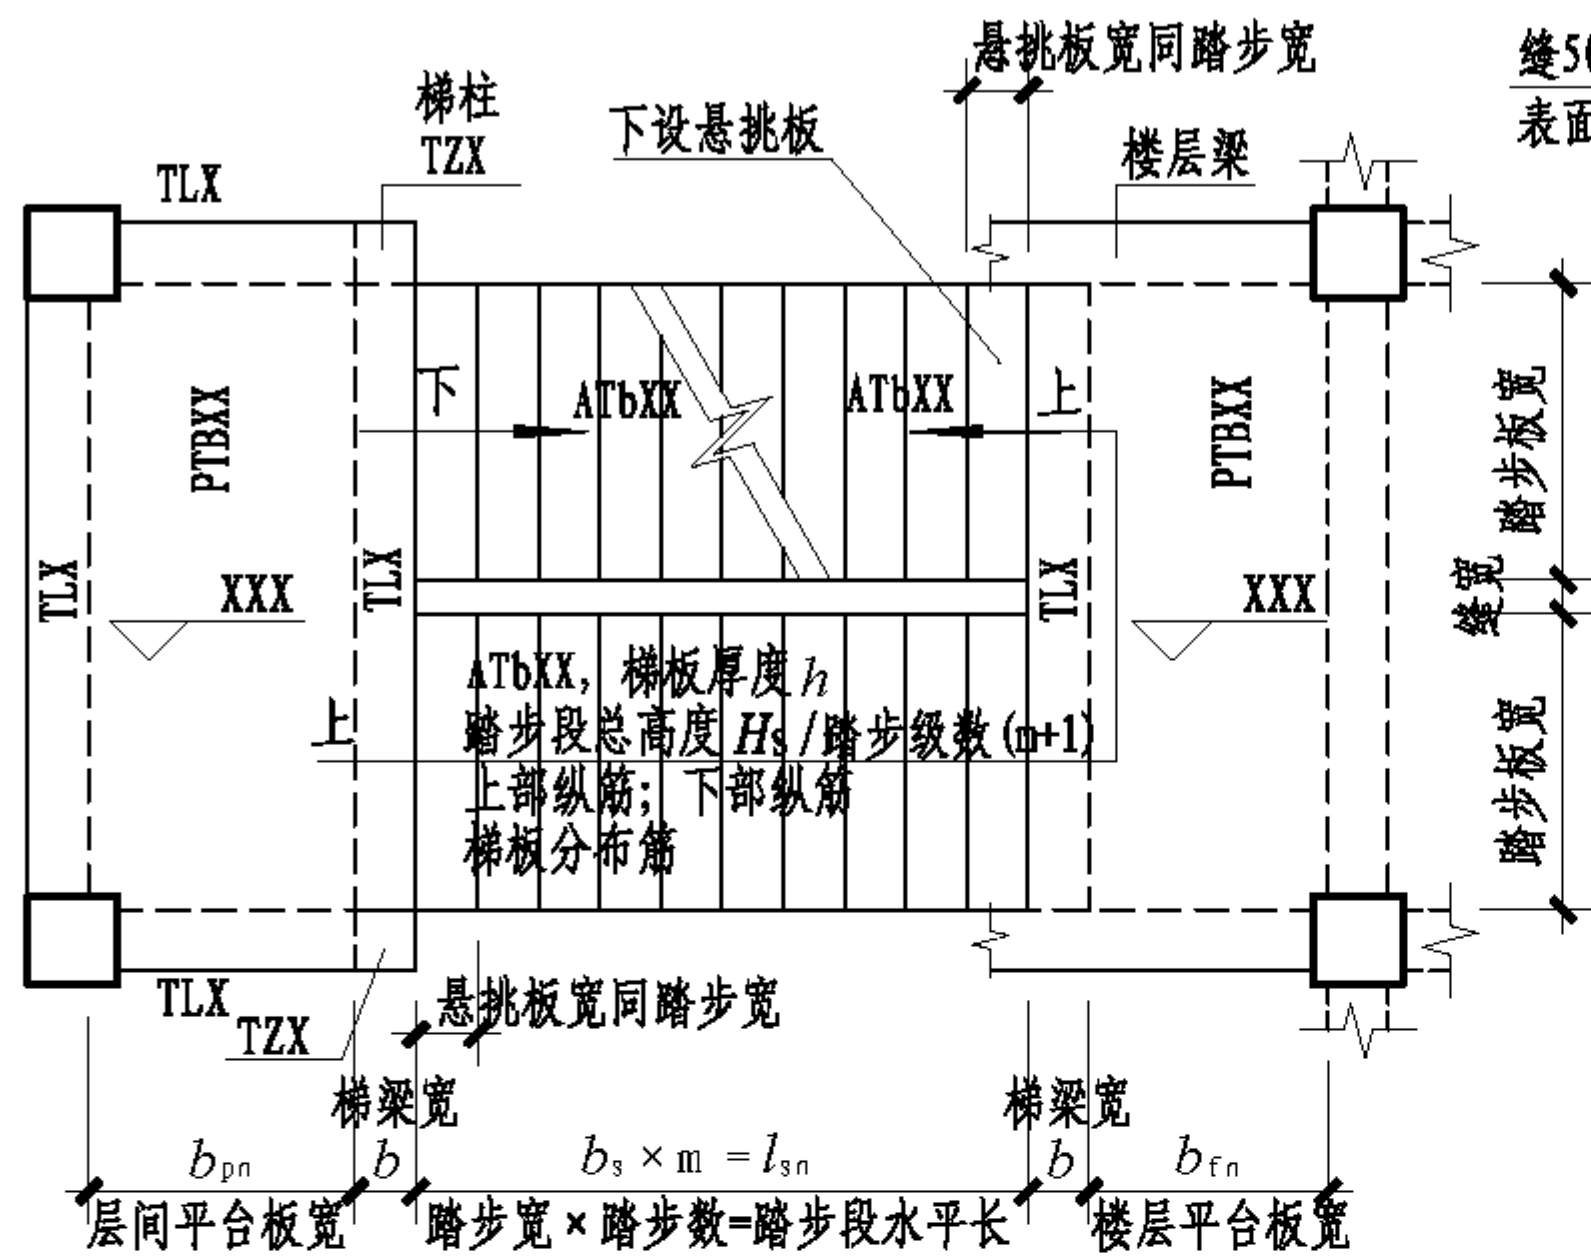 悬挑板宽同踏步宽
缝50
表面
梯柱
TZX
下设悬挑板
楼层梁
TLX
下
ATbXX
ATbXX
上
PTBXX
PTBXX
踏步板宽
TLX
XXX
TLX
TLX
XXX
缝宽
ATbXX, 梯板厚度h
上
踏步段总高度Hs/踏步级数(m+1)
上部纵筋; 下部纵筋
梯板分布筋
踏步板宽
TLX
TZX
悬挑板宽同踏步宽
梯梁宽
梯梁宽
bpn
b
bs×m=lsn
b
bfn
层间平台板宽
踏步宽×踏步数=踏步段水平长
楼层平台板宽